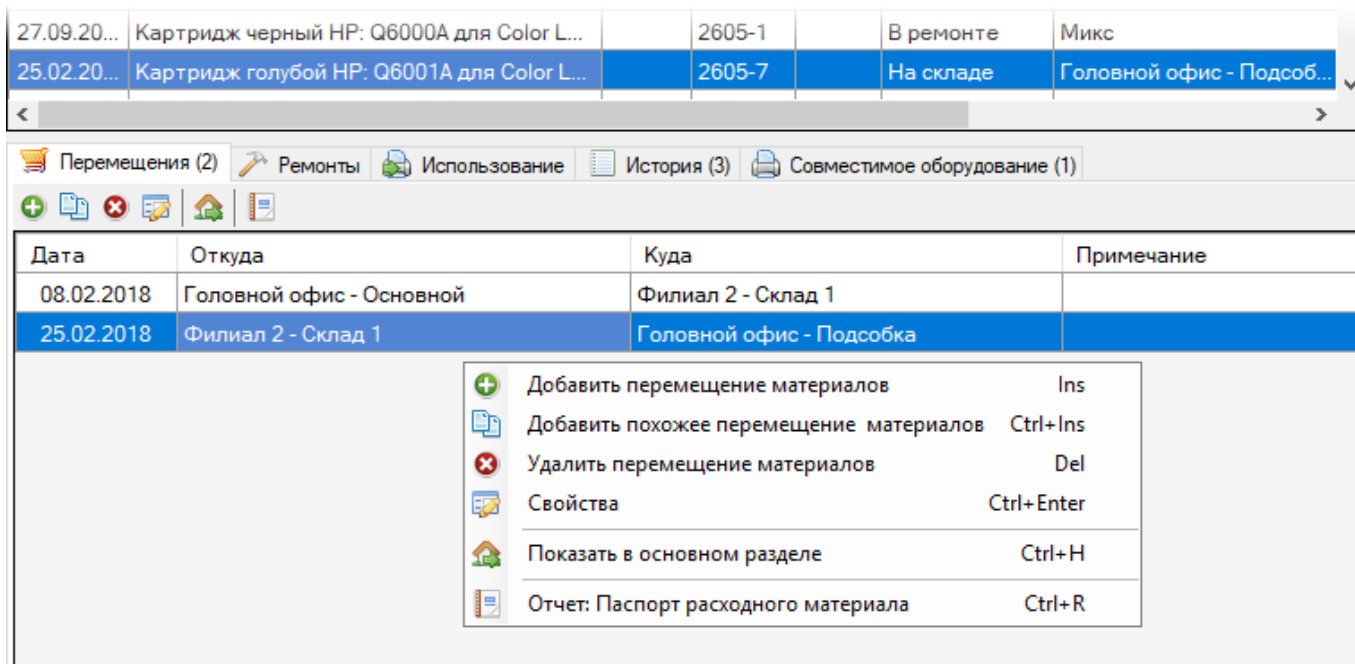 27.09.20... Картридж черный HP: Q6000A для Color L... 2605-1 В ремонте Микс
25.02.20... Картридж голубой HP: Q6001A для Color L... 2605-7 На складе Головной офис - Подсоб...
Перемещения (2) Ремонты Использование История (3) Совместимое оборудование (1)
Дата Откуда Куда Примечание
08.02.2018 Головной офис - Основной Филиал 2 - Склад 1
25.02.2018 Филиал 2 - Склад 1 Головной офис - Подсобка
Добавить перемещение материалов Ins
Добавить похожее перемещение материалов Ctrl+Ins
Удалить перемещение материалов Del
Свойства Ctrl+Enter
Показать в основном разделе Ctrl+H
Отчет: Паспорт расходного материала Ctrl+R